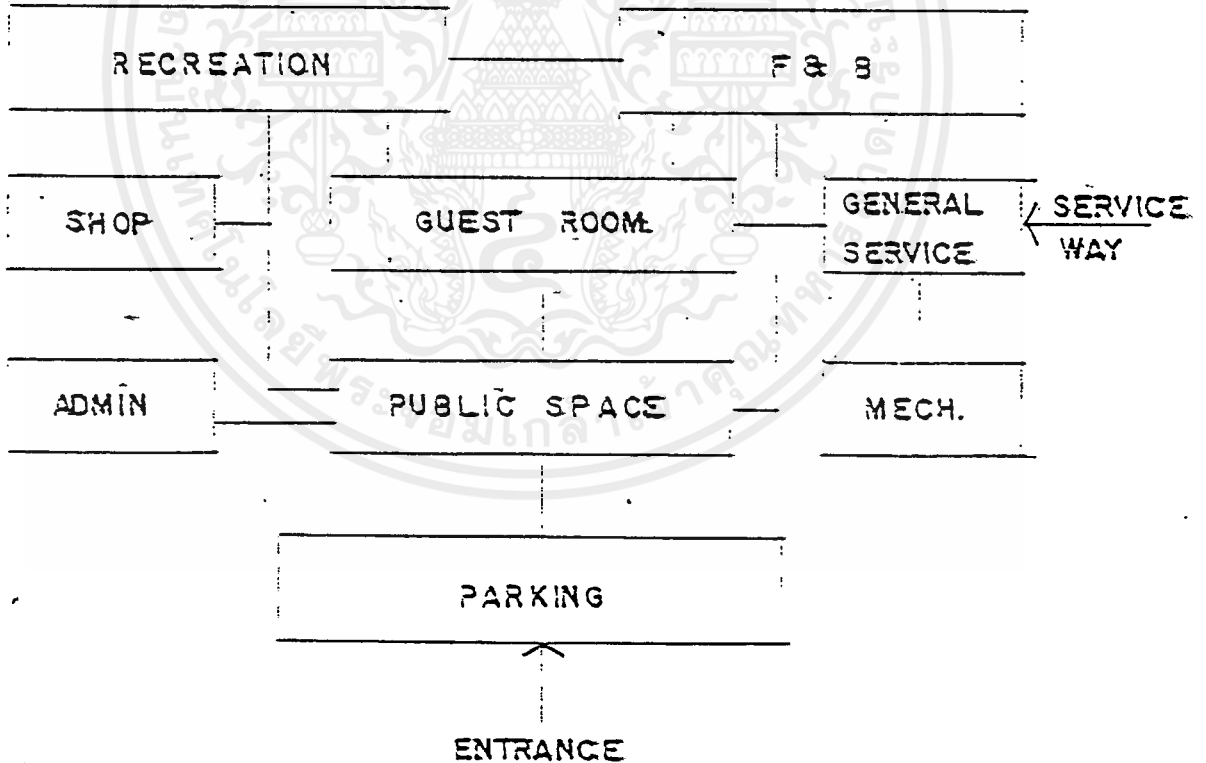 RECREATION
F & B
SHOP
GUEST ROOM
GENERAL
SERVICE
SERVICE
WAY
ADMIN
PUBLIC SPACE
MECH.
PARKING
ENTRANCE